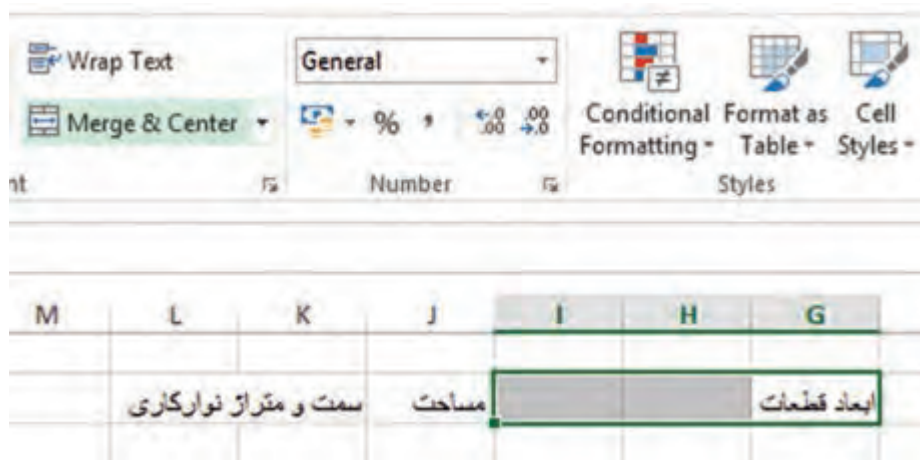 Wrap Text
General
Merge & Center
%
Conditional Formatting
Format as Table
Cell Styles
nt
Number
Styles
M L K J I H G
ابعاد قطعات
مساحت
سمت و متراژ نوارکاری